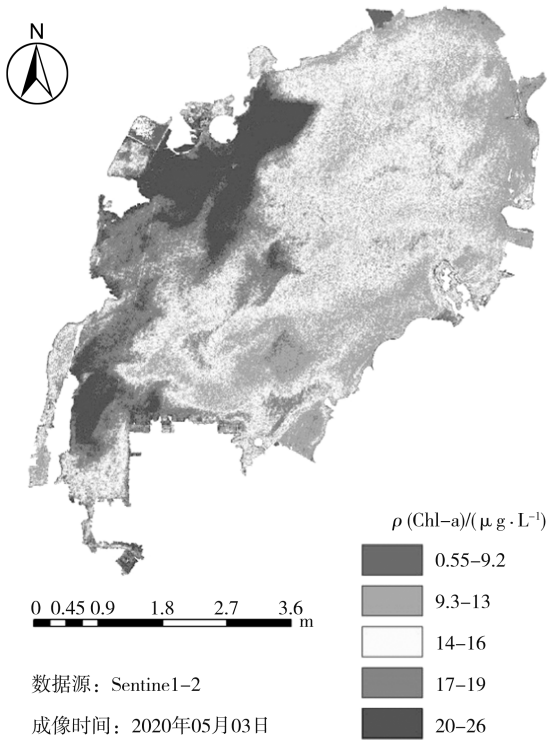 N
ρ (Chl-a)/(μg·L⁻¹)
0.55-9.2
9.3-13
14-16
17-19
20-26
0 0.45 0.9 1.8 2.7 3.6
m
数据源：Sentine1-2
成像时间：2020年05月03日